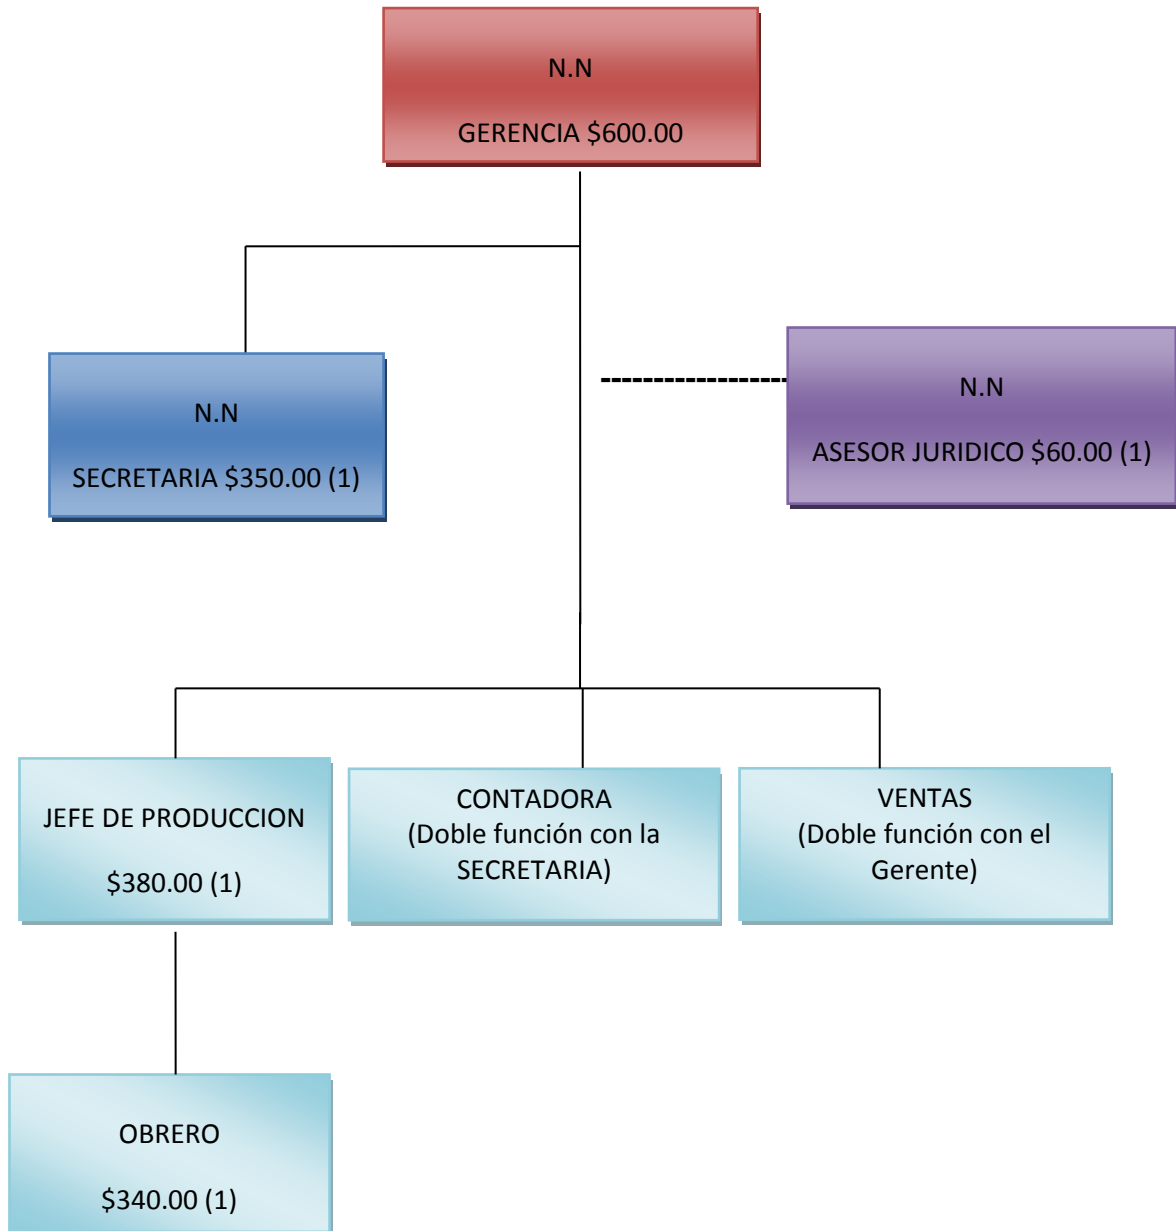 N.N
GERENCIA $600.00
N.N
SECRETARIA $350.00 (1)
N.N
ASESOR JURIDICO $60.00 (1)
JEFE DE PRODUCCION
$380.00 (1)
CONTADORA
(Doble función con la
SECRETARIA)
VENTAS
(Doble función con el
Gerente)
OBRERO
$340.00 (1)